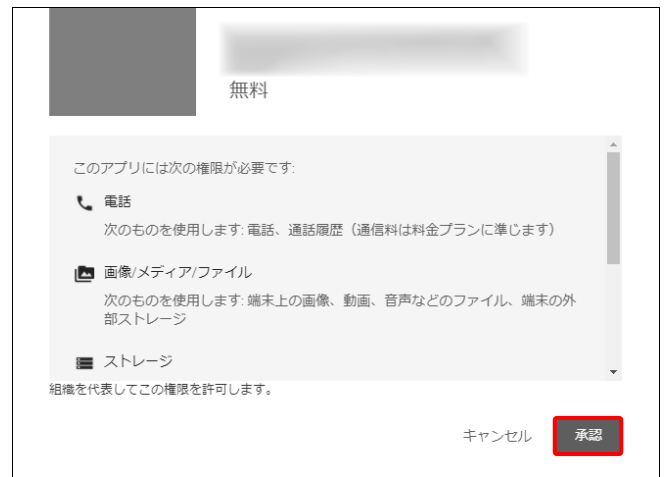 無料
このアプリには次の権限が必要です:
電話
次のものを使用します: 電話、通話履歴（通信料は料金プランに準じます）
画像/メディア/ファイル
次のものを使用します: 端末上の画像、動画、音声などのファイル、端末の外
部ストレージ
ストレージ
組織を代表してこの権限を許可します。
キャンセル 承認